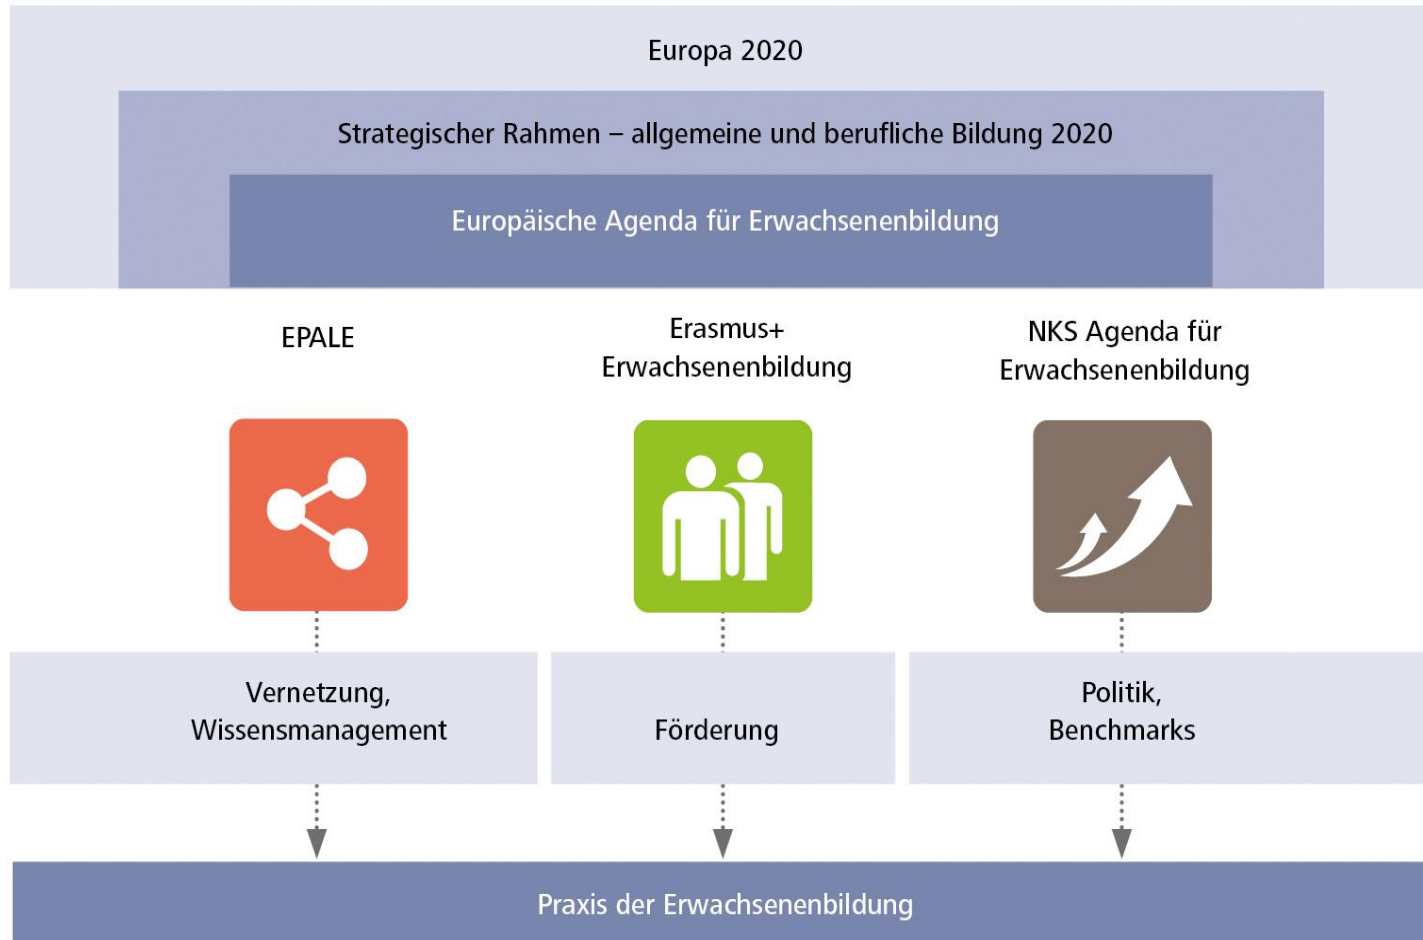 Europa 2020
Strategischer Rahmen – allgemeine und berufliche Bildung 2020
Europäische Agenda für Erwachsenenbildung
EPALE
Erasmus+
Erwachsenenbildung
NKS Agenda für
Erwachsenenbildung
Vernetzung,
Wissensmanagement
Förderung
Politik,
Benchmarks
Praxis der Erwachsenenbildung